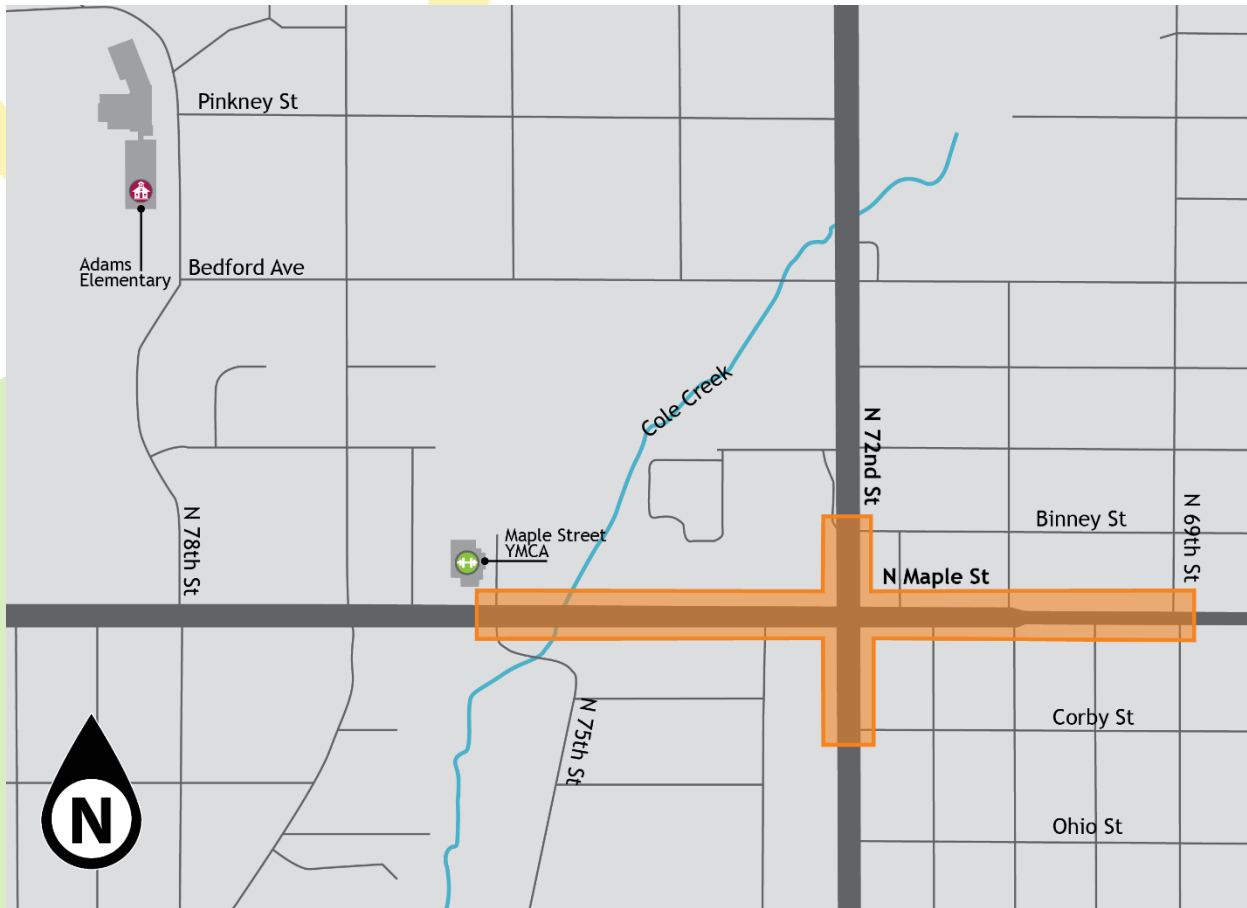 Pinkney St
Adams
Elementary
Bedford Ave
Cole Creek
N 72nd St
N 78th St
Maple Street
YMCA
Binney St
N 69th St
N Maple St
N 75th St
Corby St
Ohio St
N